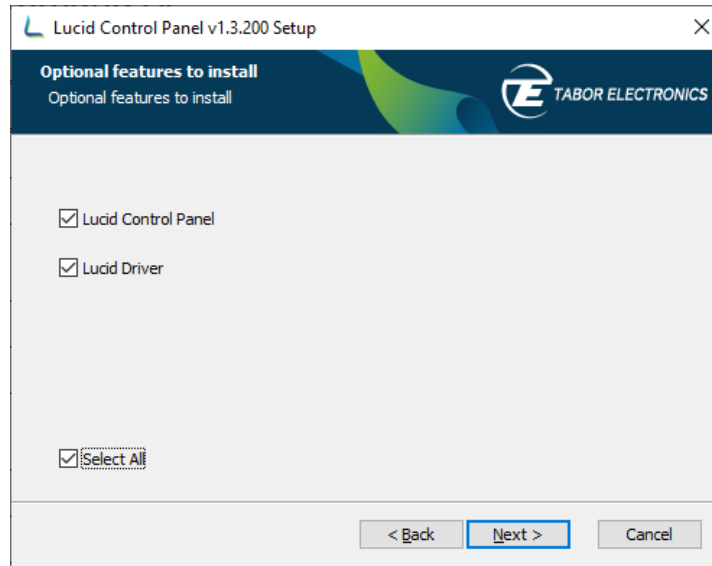 Lucid Control Panel v1.3.200 Setup
Optional features to install
Optional features to install
TABOR ELECTRONICS
Lucid Control Panel
Lucid Driver
Select All
< Back
Next >
Cancel